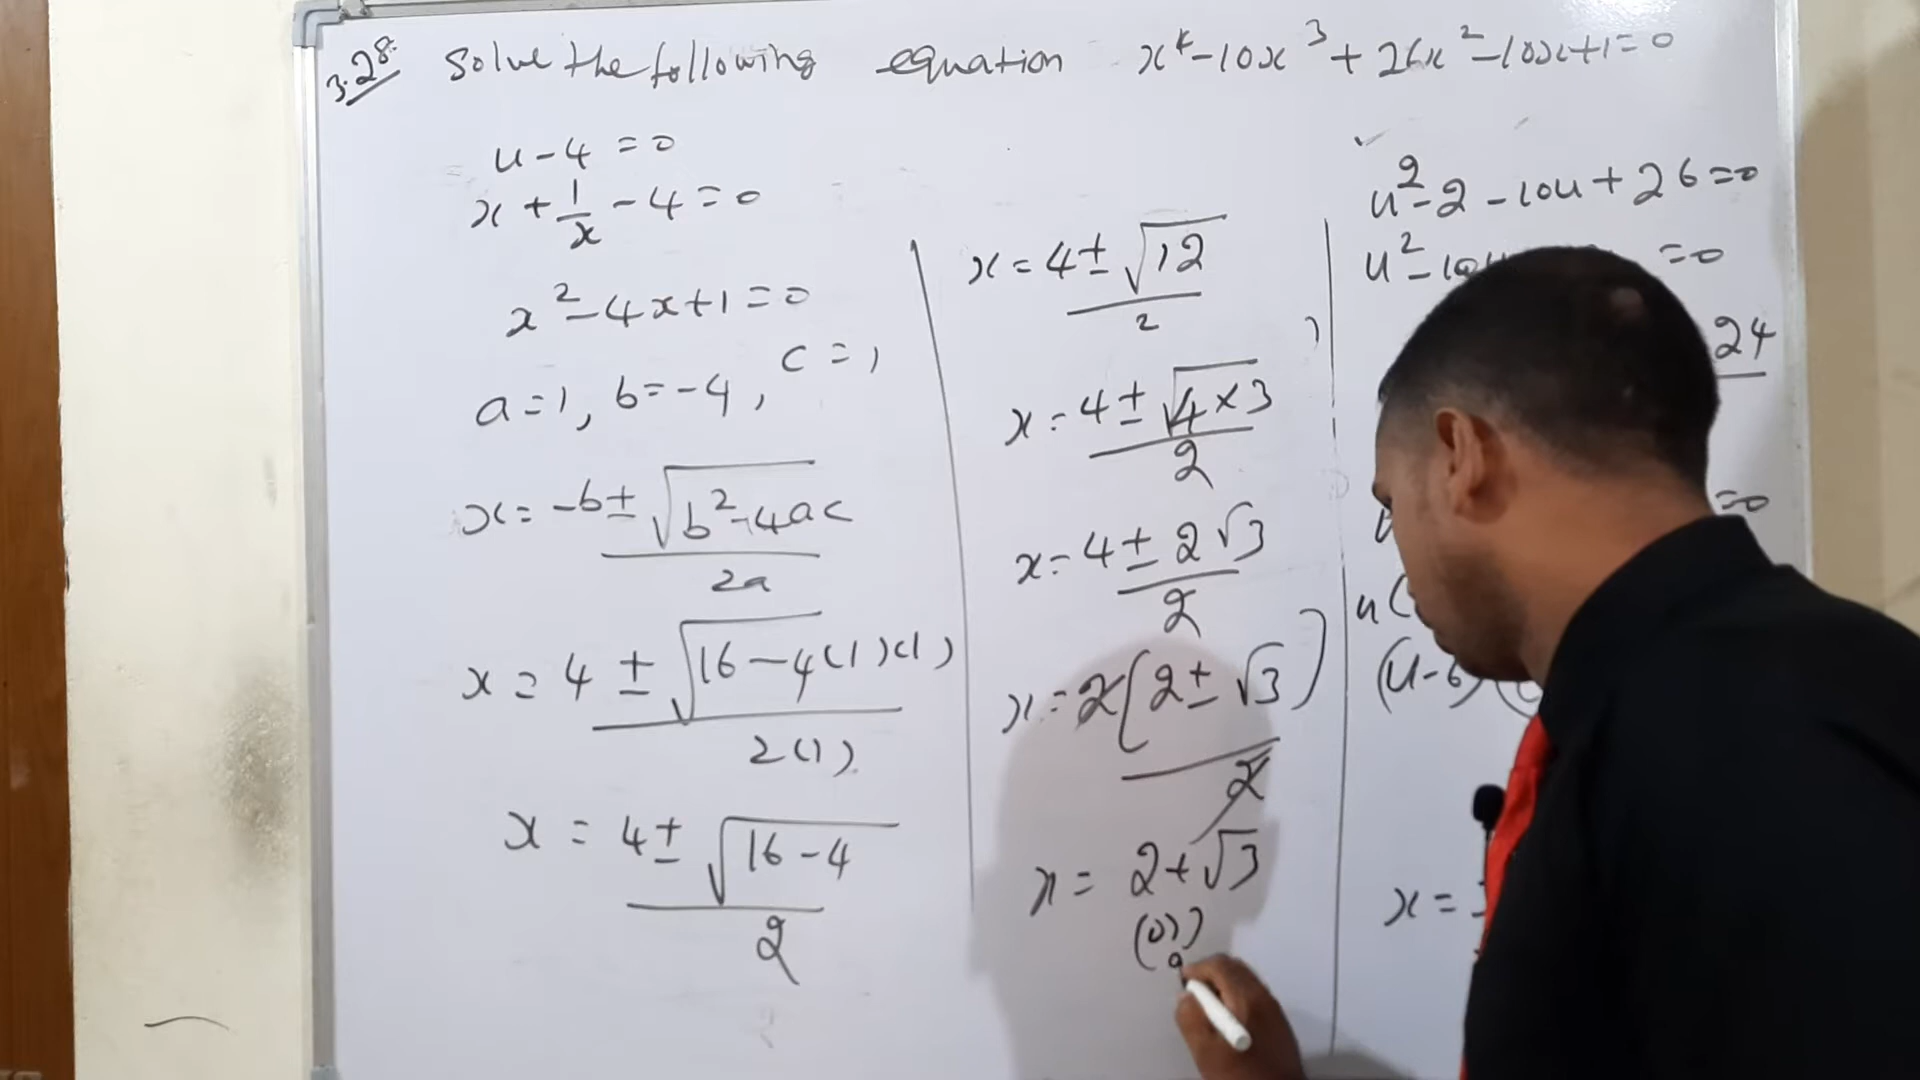 3.28. Solve the following equation x⁴-10x³+26x²-10x+1=0
u-4=0
x+1/x-4=0
x²-4x+1=0
a=1, b=-4, c=1
x=-b±√b²-4ac/2a
x=4±√16-4(1)(1)/2(1)
x=4±√16-4/2
x=4±√12/2
x=4±√4×3/2
x=4±2√3/2
x=2(2±√3)/2
x=2+√3
(or)
u²-2-10u+26=0
u²-10u =0
24
=0
u(
(u-6)(
x=